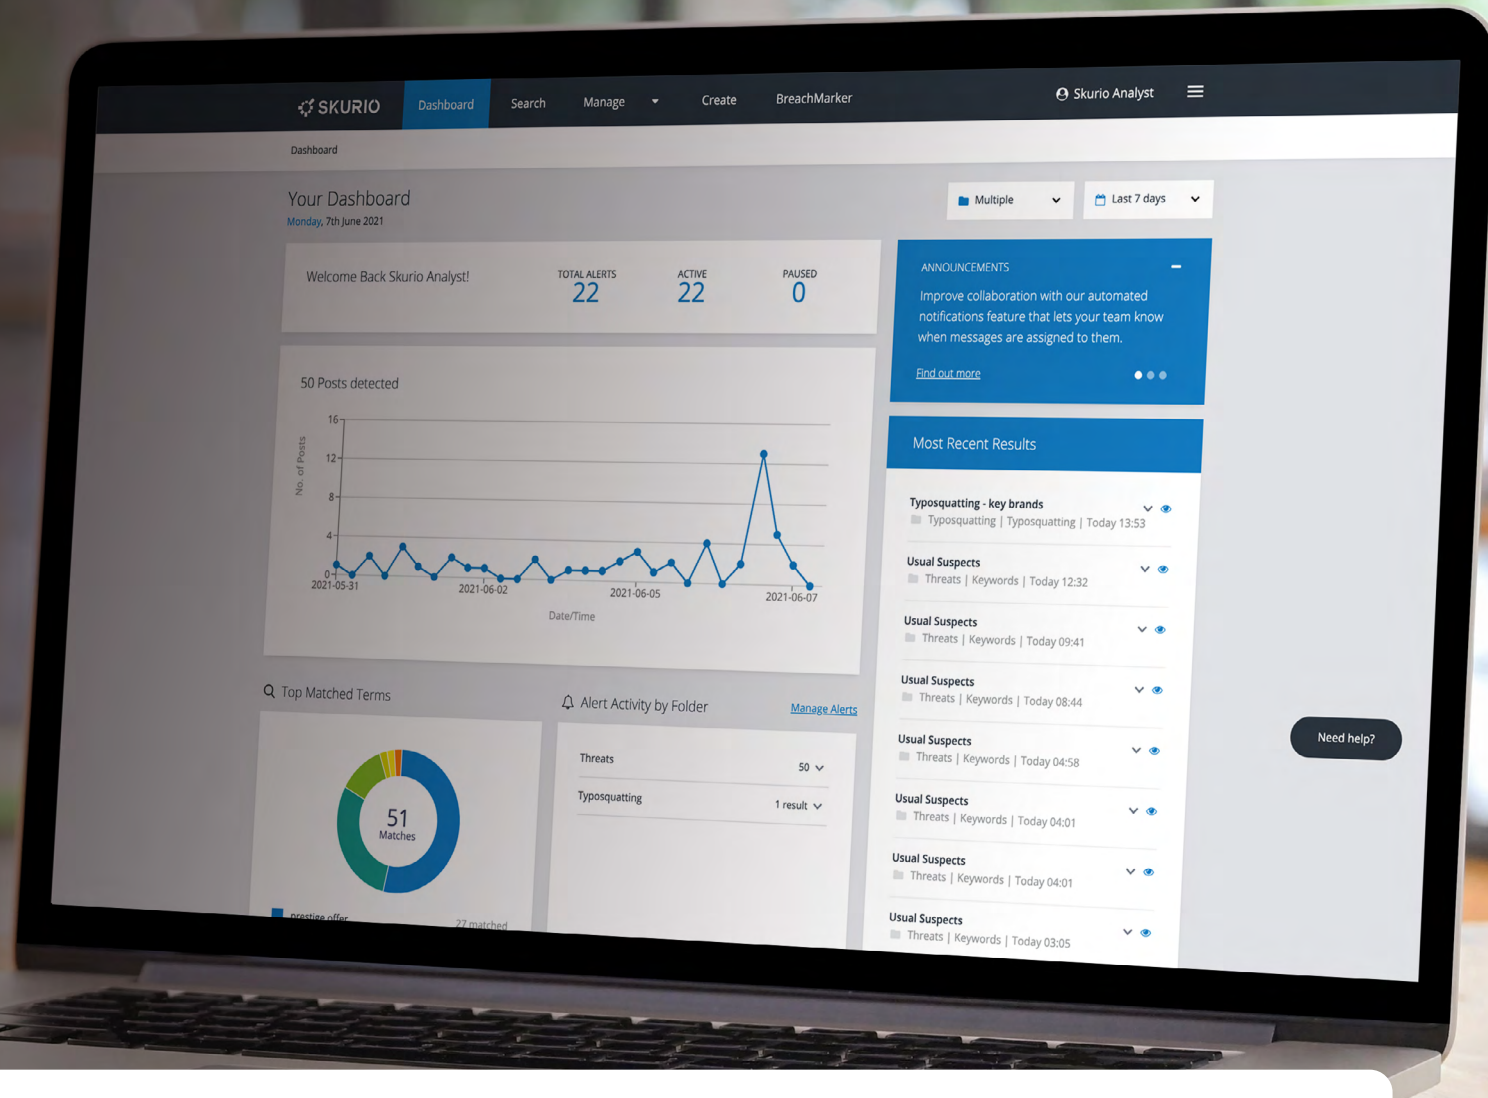 SKURIO Dashboard Search Manage Create BreachMarker Skurio Analyst
Dashboard
Your Dashboard
Monday, 7th June 2021
Multiple
Last 7 days
Welcome Back Skurio Analyst!
TOTAL ALERTS
22
ACTIVE
22
PAUSED
0
ANNOUNCEMENTS
Improve collaboration with our automated
notifications feature that lets your team know
when messages are assigned to them.
Find out more
50 Posts detected
No. of Posts
16
12
8
4
0
2021-05-31 2021-06-02 2021-06-05 2021-06-07
Date/Time
Most Recent Results
Typosquatting - key brands
Typosquatting | Typosquatting | Today 13:53
Usual Suspects
Threats | Keywords | Today 12:32
Usual Suspects
Threats | Keywords | Today 09:41
Usual Suspects
Threats | Keywords | Today 08:44
Usual Suspects
Threats | Keywords | Today 04:58
Usual Suspects
Threats | Keywords | Today 04:01
Usual Suspects
Threats | Keywords | Today 04:01
Usual Suspects
Threats | Keywords | Today 03:05
Top Matched Terms
51
Matches
prestige offer 27 matched
Alert Activity by Folder
Manage Alerts
Threats 50
Typosquatting 1 result
Need help?